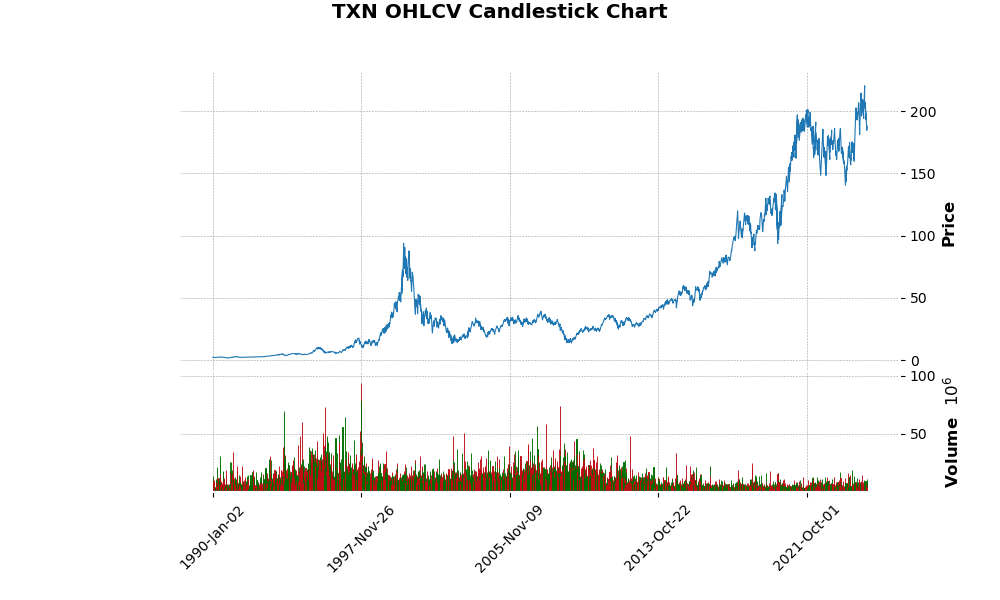 TXN OHLCV Candlestick Chart
200
150
100
50
0
Price
100
50
Volume 10^6
1990-Jan-02
1997-Nov-26
2005-Nov-09
2013-Oct-22
2021-Oct-01